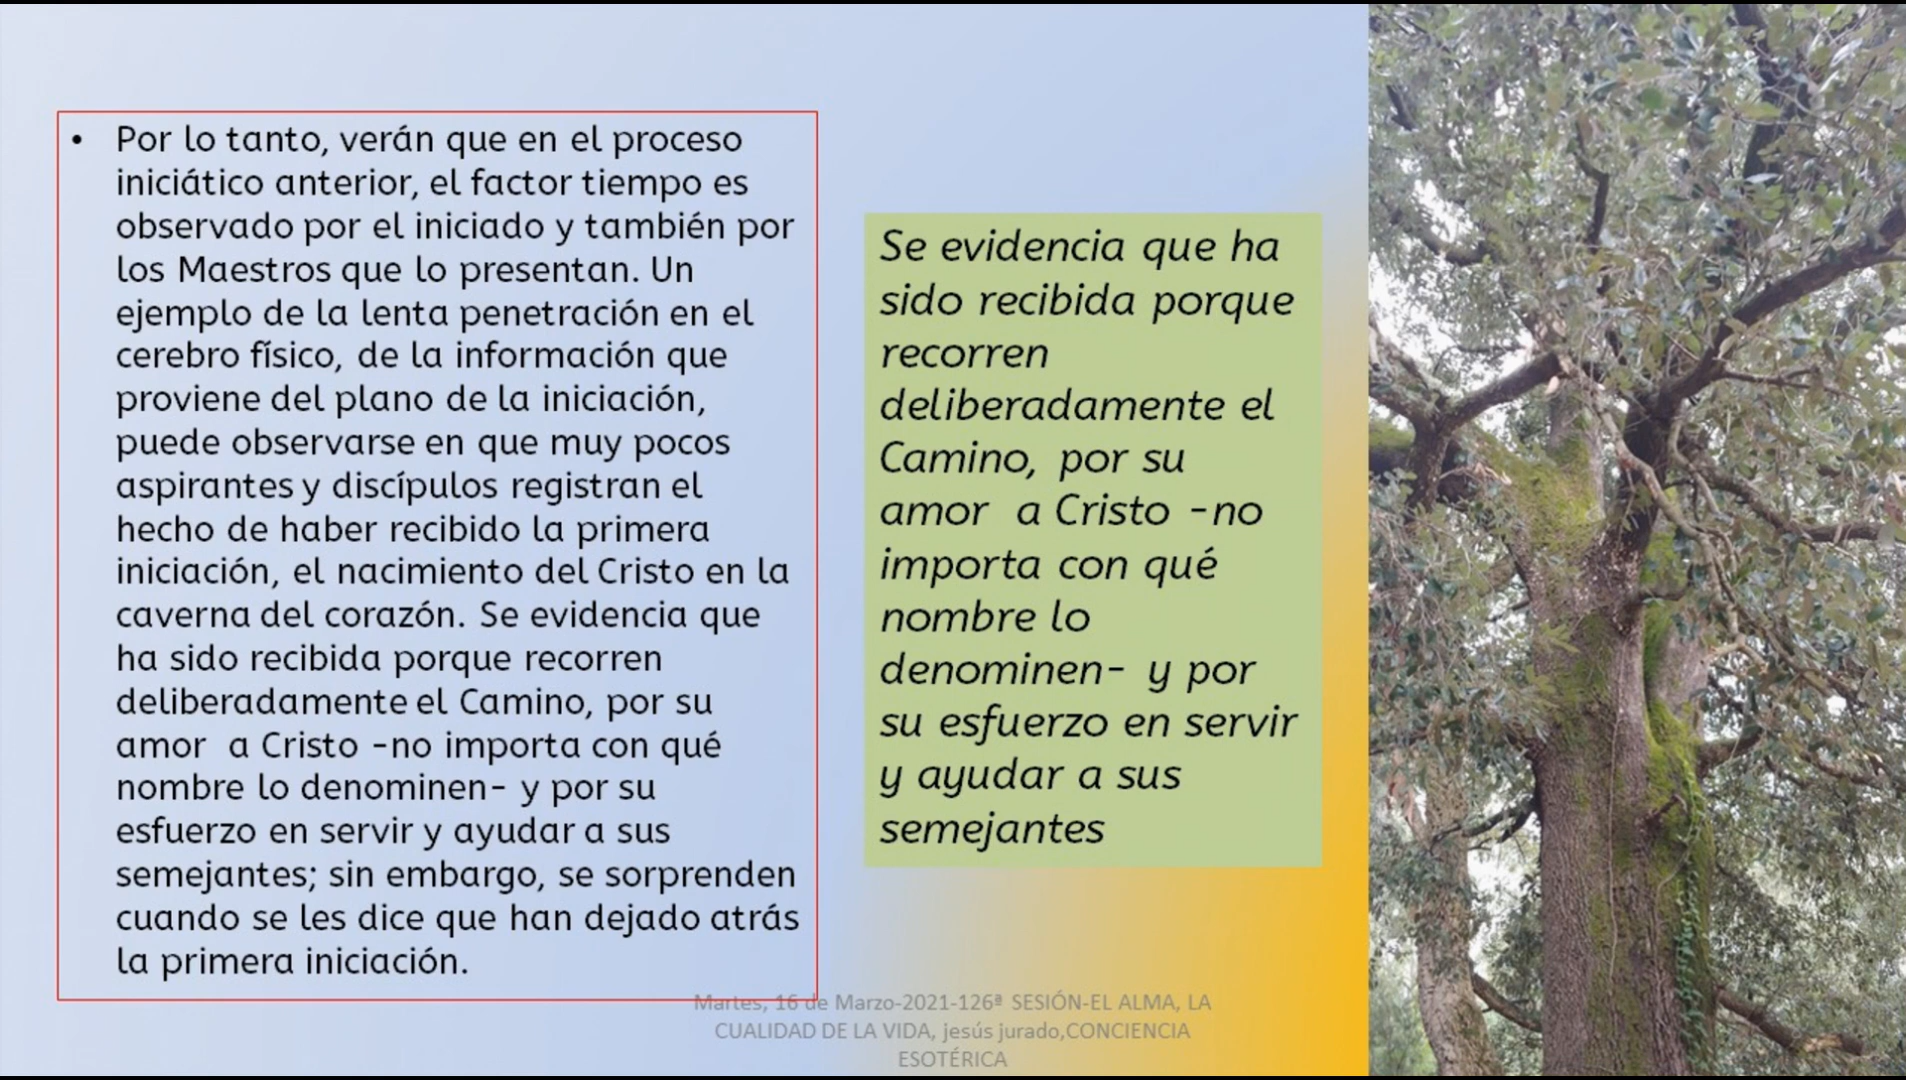 • Por lo tanto, verán que en el proceso
iniciático anterior, el factor tiempo es
observado por el iniciado y también por
los Maestros que lo presentan. Un
ejemplo de la lenta penetración en el
cerebro físico, de la información que
proviene del plano de la iniciación,
puede observarse en que muy pocos
aspirantes y discípulos registran el
hecho de haber recibido la primera
iniciación, el nacimiento del Cristo en la
caverna del corazón. Se evidencia que
ha sido recibida porque recorren
deliberadamente el Camino, por su
amor a Cristo -no importa con qué
nombre lo denominen- y por su
esfuerzo en servir y ayudar a sus
semejantes; sin embargo, se sorprenden
cuando se les dice que han dejado atrás
la primera iniciación.
Se evidencia que ha
sido recibida porque
recorren
deliberadamente el
Camino, por su
amor a Cristo -no
importa con qué
nombre lo
denominen- y por
su esfuerzo en servir
y ayudar a sus
semejantes
Martes, 16 de Marzo-2021-126ª SESIÓN-EL ALMA, LA
CUALIDAD DE LA VIDA, jesús jurado,CONCIENCIA
ESOTÉRICA